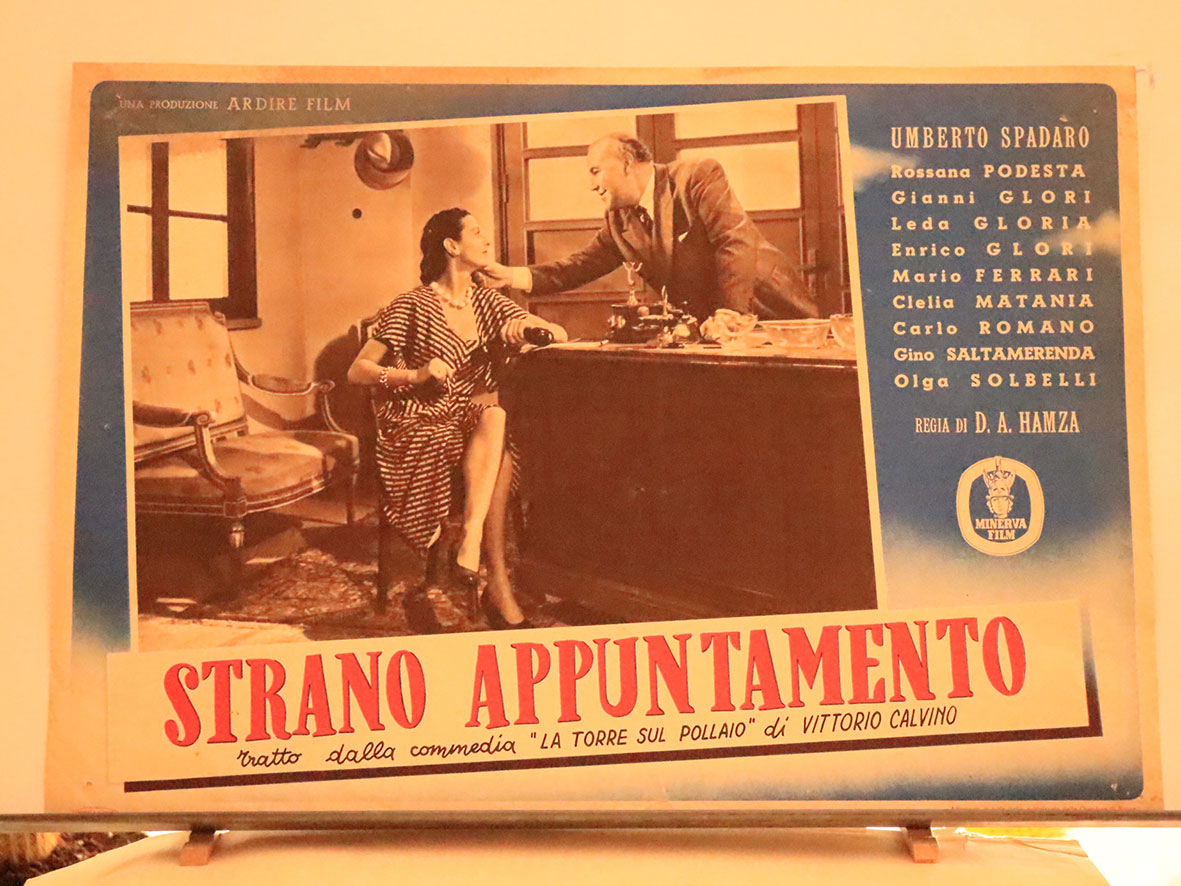 UNA PRODUZIONE ARDIRE FILM
UMBERTO SPADARO
Rossana PODESTA
Gianni GLORI
Leda GLORIA
Enrico GLORI
Mario FERRARI
Clelia MATANIA
Carlo ROMANO
Gino SALTAMERENDA
Olga SOLBELLI
REGIA DI D. A. HAMZA
MINERVA
FILM
STRANO APPUNTAMENTO
tratto dalla commedia "LA TORRE SUL POLLAIO" di VITTORIO CALVINO